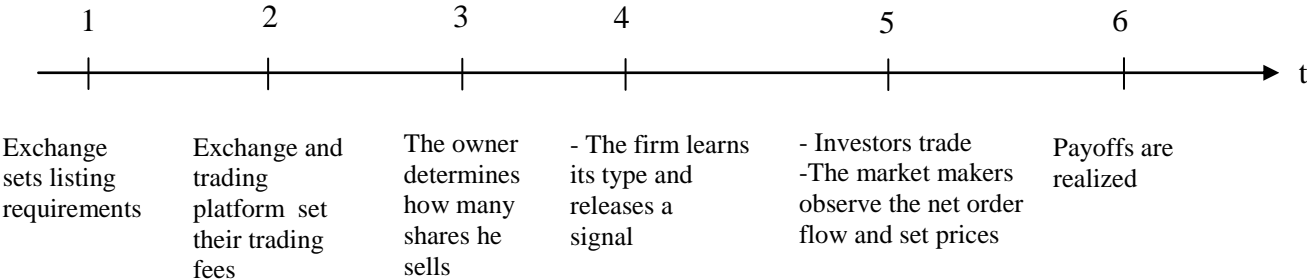 1
2
3
4
5
6
t
Exchange
sets listing
requirements
Exchange and
trading
platform set
their trading
fees
The owner
determines
how many
shares he
sells
- The firm learns
its type and
releases a
signal
- Investors trade
-The market makers
observe the net order
flow and set prices
Payoffs are
realized